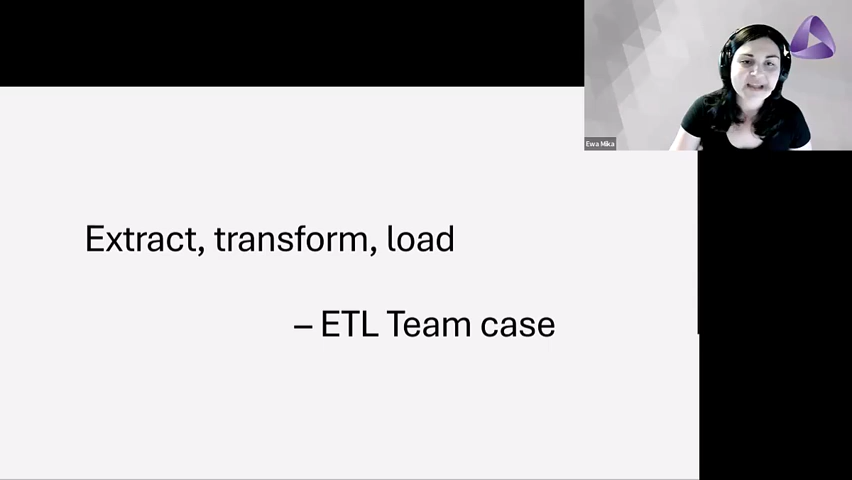 Ewa Mika
Extract, transform, load
– ETL Team case